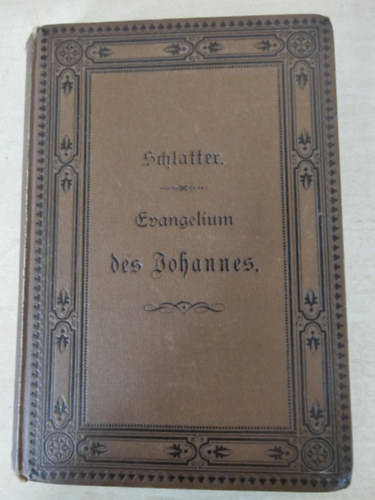 Schlatter.
Evangelium
des Johannes.